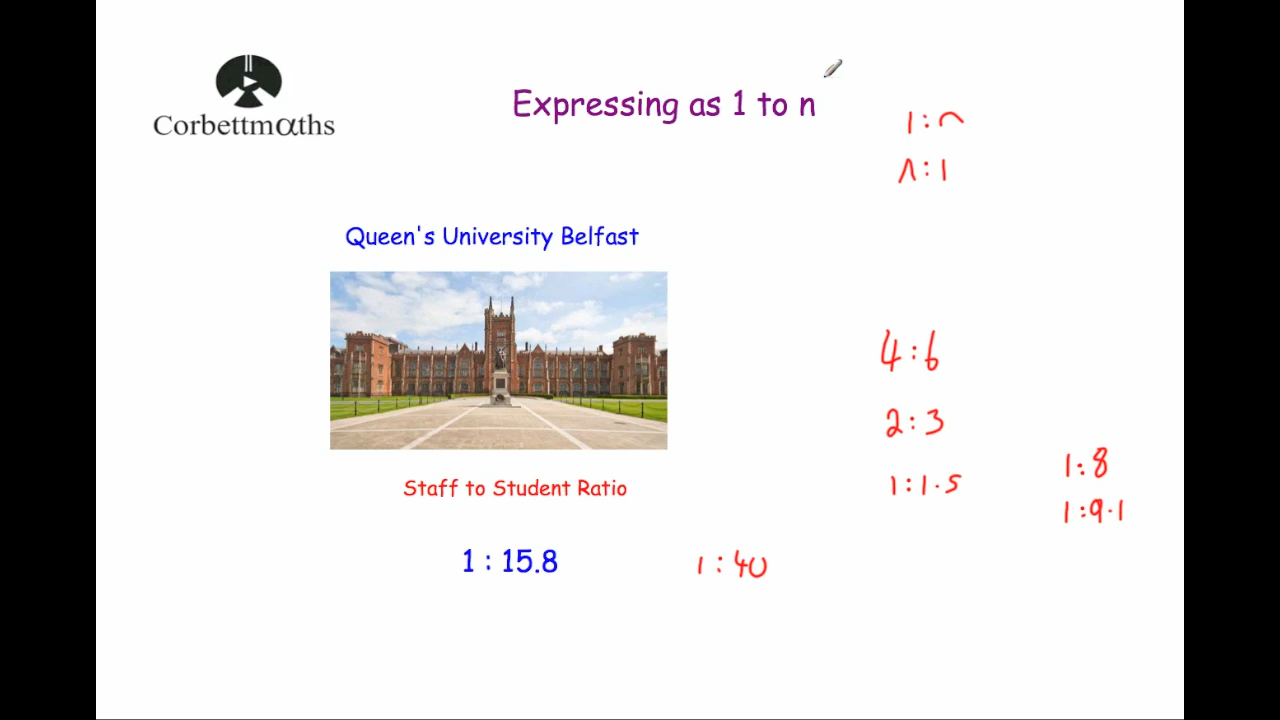 Corbettmαths
Expressing as 1 to n
1:n
n:1
Queen's University Belfast
4:6
2:3
1:1·5
1:8
1:9·1
Staff to Student Ratio
1 : 15.8
1:40